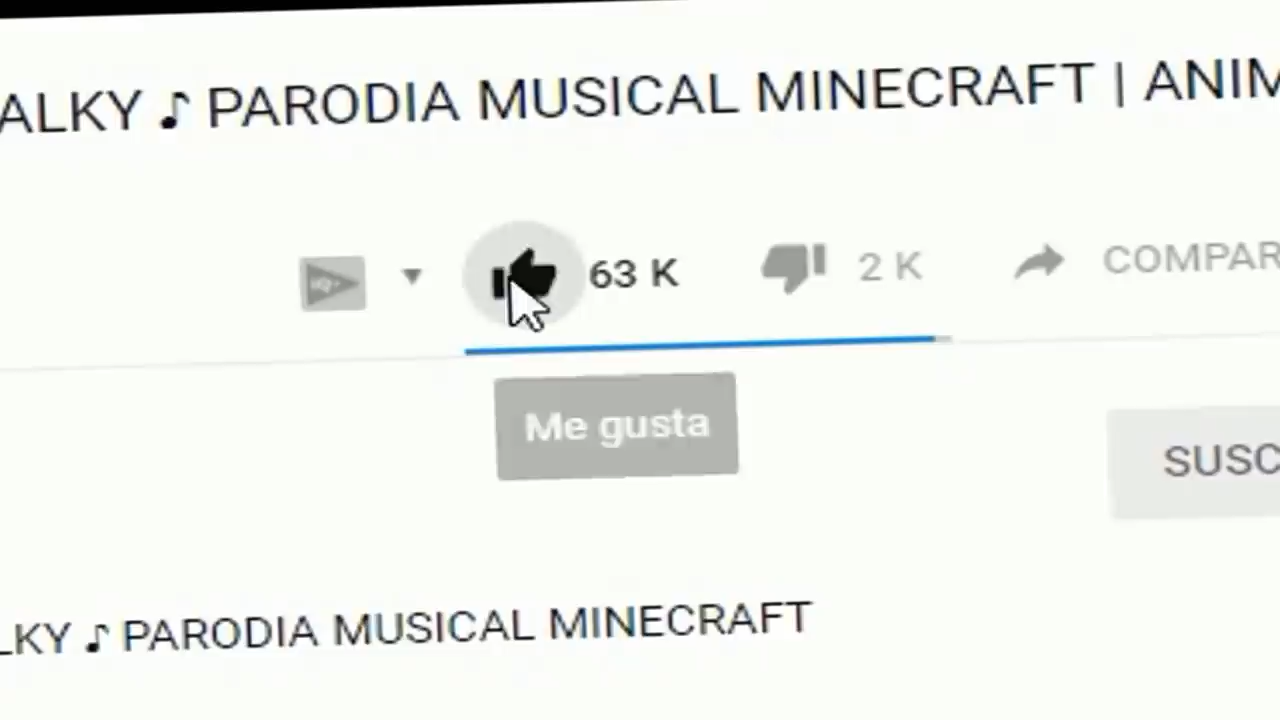 ALKY ♪ PARODIA MUSICAL MINECRAFT | ANIM
63 K 2 K COMPAR
Me gusta
SUSC
LKY ♪ PARODIA MUSICAL MINECRAFT